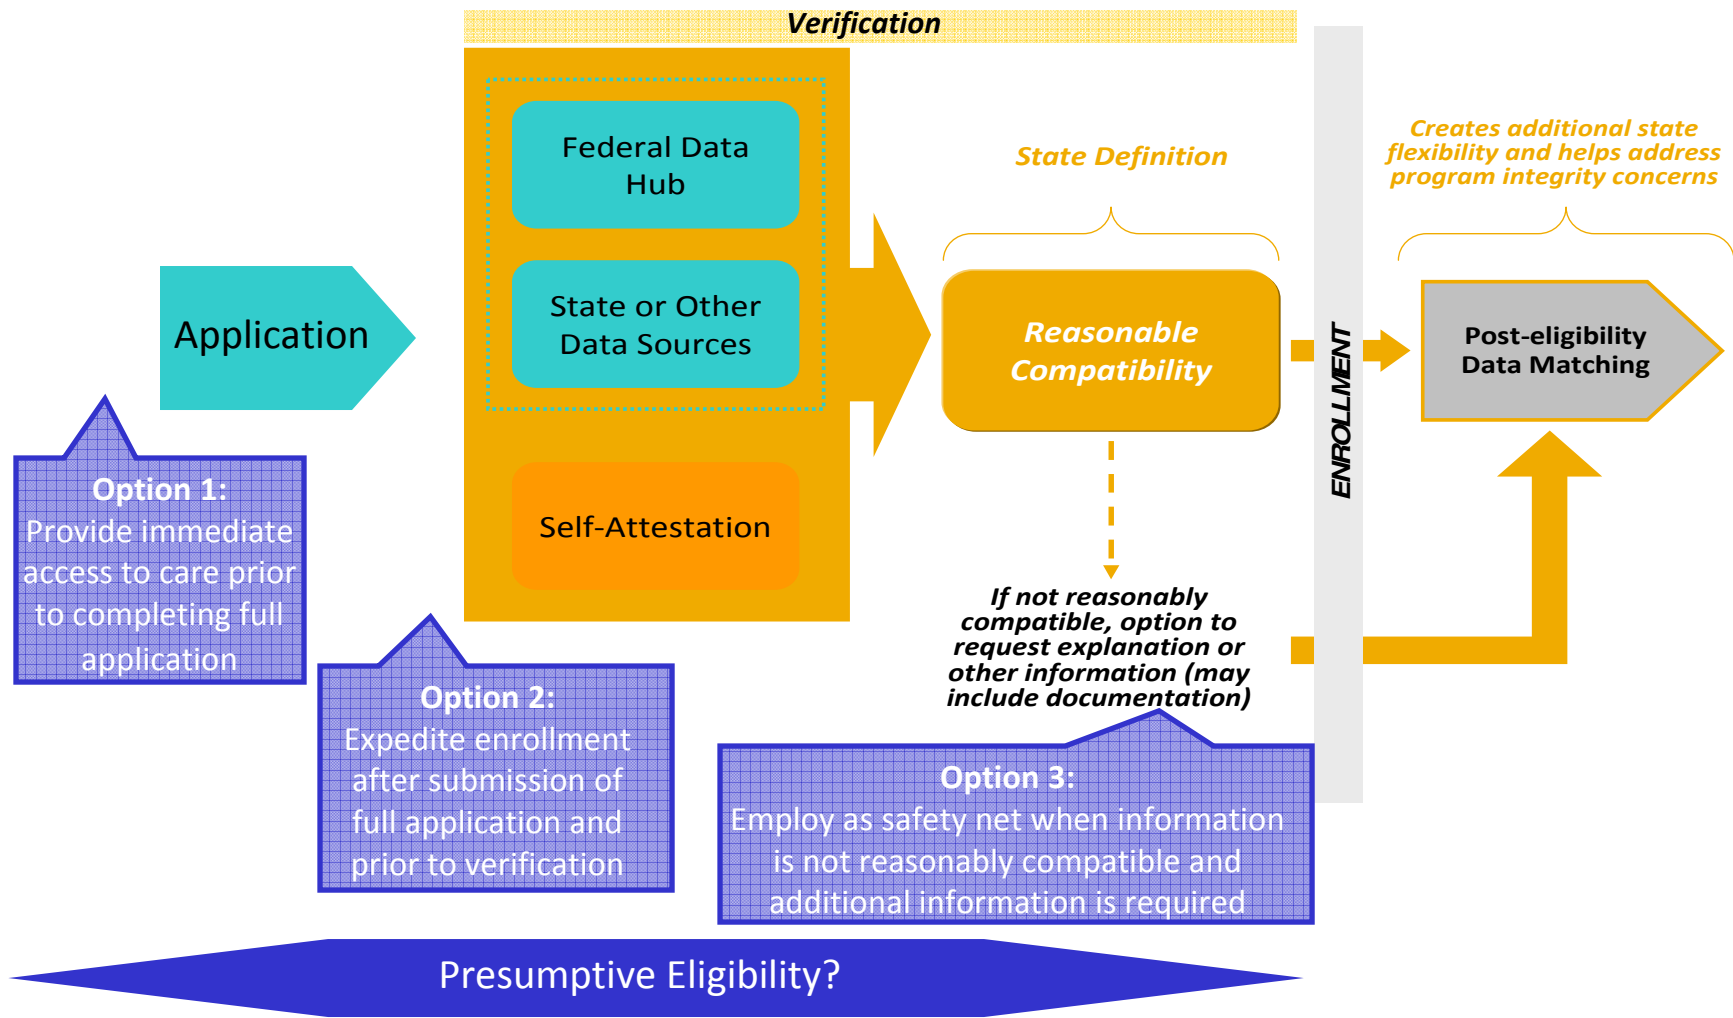 Verification
Federal Data
Hub
State or Other
Data Sources
Self-Attestation
Application
State Definition
Reasonable
Compatibility
If not reasonably
compatible, option to
request explanation or
other information (may
include documentation)
ENROLLMENT
Creates additional state
flexibility and helps address
program integrity concerns
Post-eligibility
Data Matching
Option 1:
Provide immediate
access to care prior
to completing full
application
Option 2:
Expedite enrollment
after submission of
full application and
prior to verification
Option 3:
Employ as safety net when information
is not reasonably compatible and
additional information is required
Presumptive Eligibility?